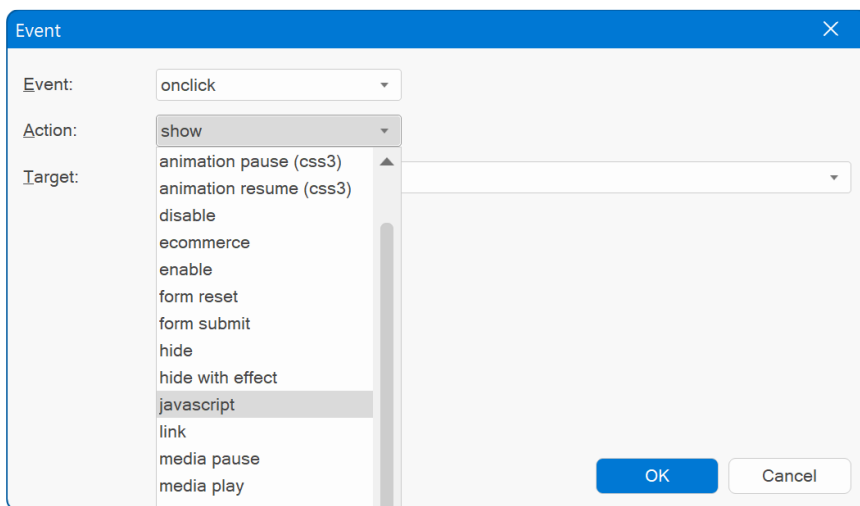 Event
Event: onclick
Action: show
Target:
animation pause (css3)
animation resume (css3)
disable
ecommerce
enable
form reset
form submit
hide
hide with effect
javascript
link
media pause
media play
OK Cancel